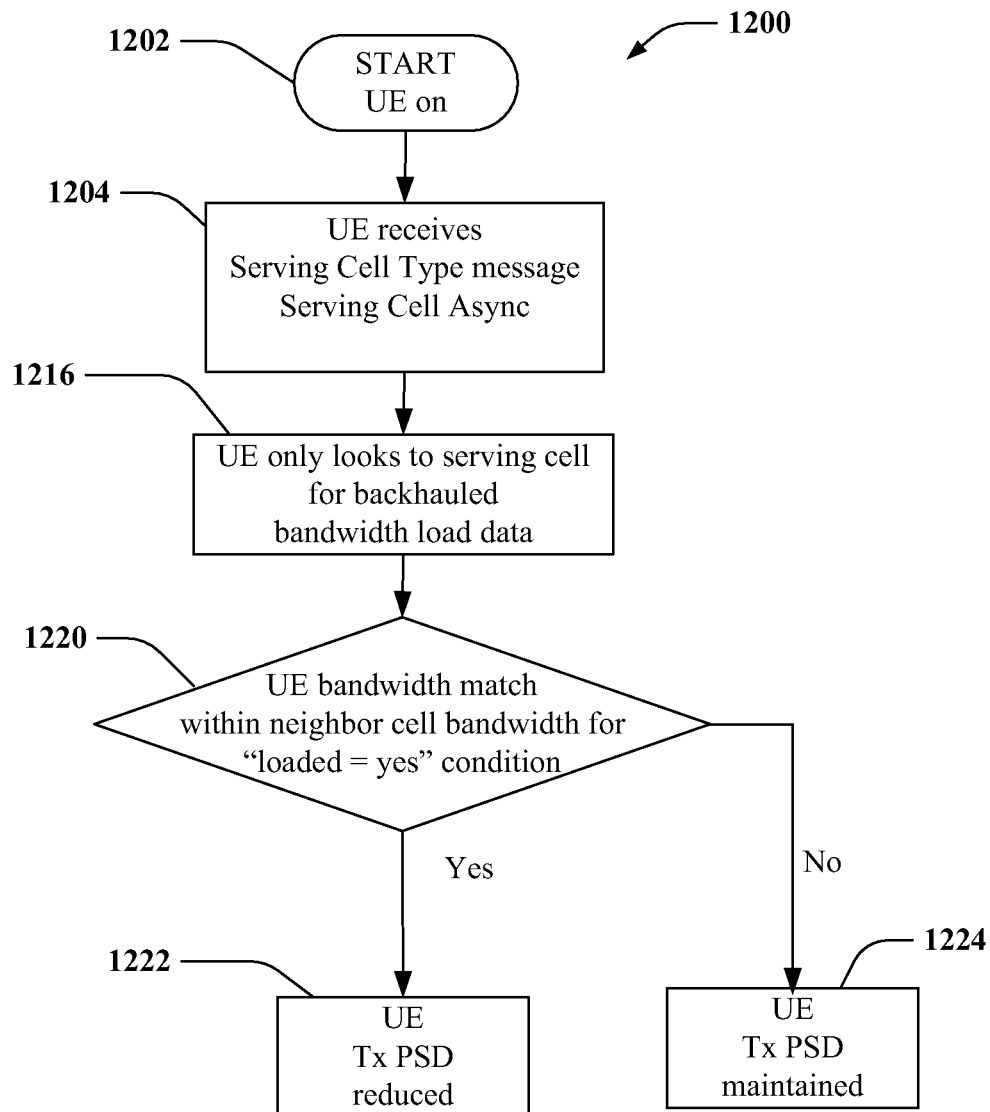 1200
1202
START
UE on
1204
UE receives
Serving Cell Type message
Serving Cell Async
1216
UE only looks to serving cell
for backhauled
bandwidth load data
1220
UE bandwidth match
within neighbor cell bandwidth for
“loaded = yes” condition
Yes
No
1222
UE
Tx PSD
reduced
1224
UE
Tx PSD
maintained